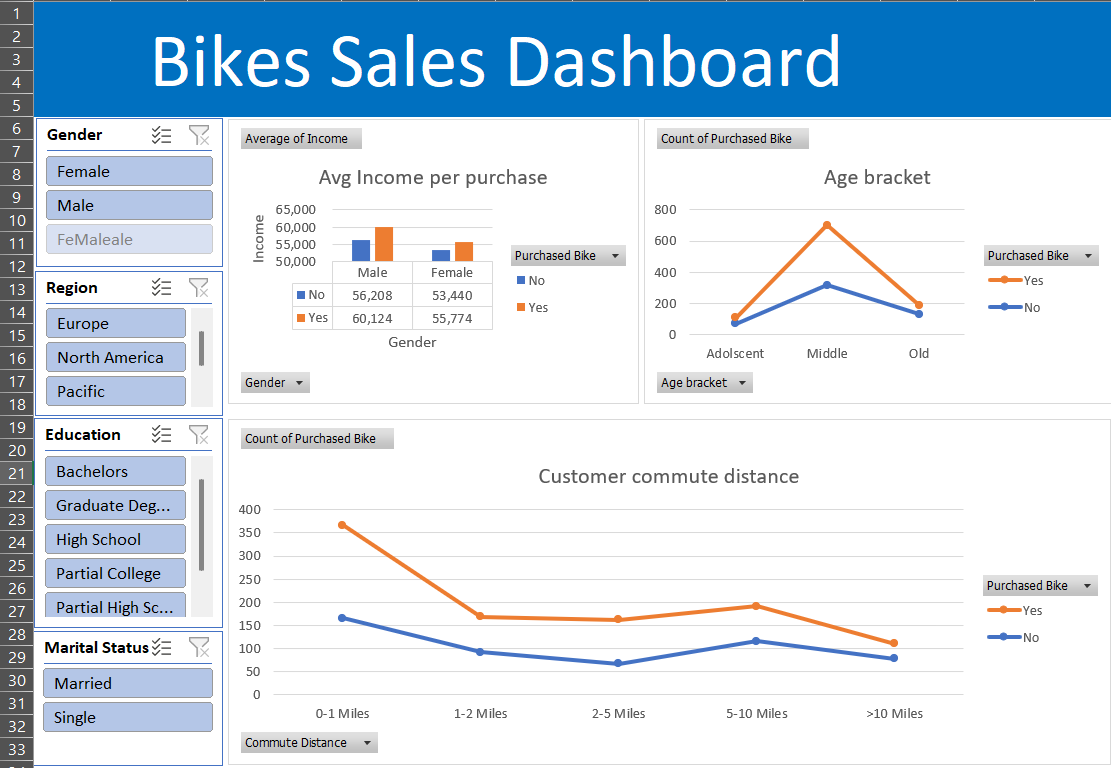 Bikes Sales Dashboard
1
2
3
4
5
6
7
8
9
10
11
12
13
14
15
16
17
18
19
20
21
22
23
24
25
26
27
28
29
30
31
32
33
Gender
Female
Male
FeMaleale
Region
Europe
North America
Pacific
Education
Bachelors
Graduate Deg...
High School
Partial College
Partial High Sc...
Marital Status
Married
Single
Average of Income
Avg Income per purchase
Income
65,000
60,000
55,000
50,000
Male Female
No 56,208 53,440
Yes 60,124 55,774
Gender
Purchased Bike
No
Yes
Gender
Count of Purchased Bike
Age bracket
800
600
400
200
0
Adolscent Middle Old
Purchased Bike
Yes
No
Age bracket
Count of Purchased Bike
Customer commute distance
400
350
300
250
200
150
100
50
0
0-1 Miles 1-2 Miles 2-5 Miles 5-10 Miles >10 Miles
Purchased Bike
Yes
No
Commute Distance